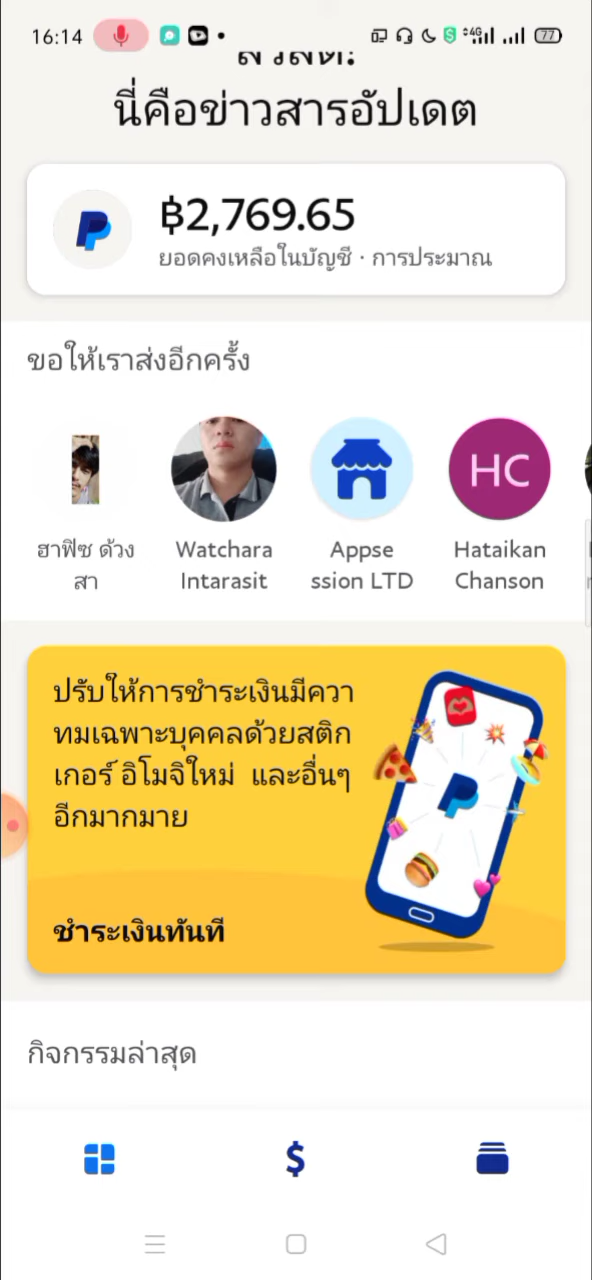 16:14
4G
77
สวัสดี!
นี่คือข่าวสารอัปเดต
฿2,769.65
ยอดคงเหลือในบัญชี · การประมาณ
ขอให้เราส่งอีกครั้ง
HC
ฮาฟิซ ด้วง
สา
Watchara
Intarasit
Appse
ssion LTD
Hataikan
Chanson
ปรับให้การชำระเงินมีควา
ทมเฉพาะบุคคลด้วยสติก
เกอร์ อิโมจิใหม่ และอื่นๆ
อีกมากมาย
ชำระเงินทันที
กิจกรรมล่าสุด
$